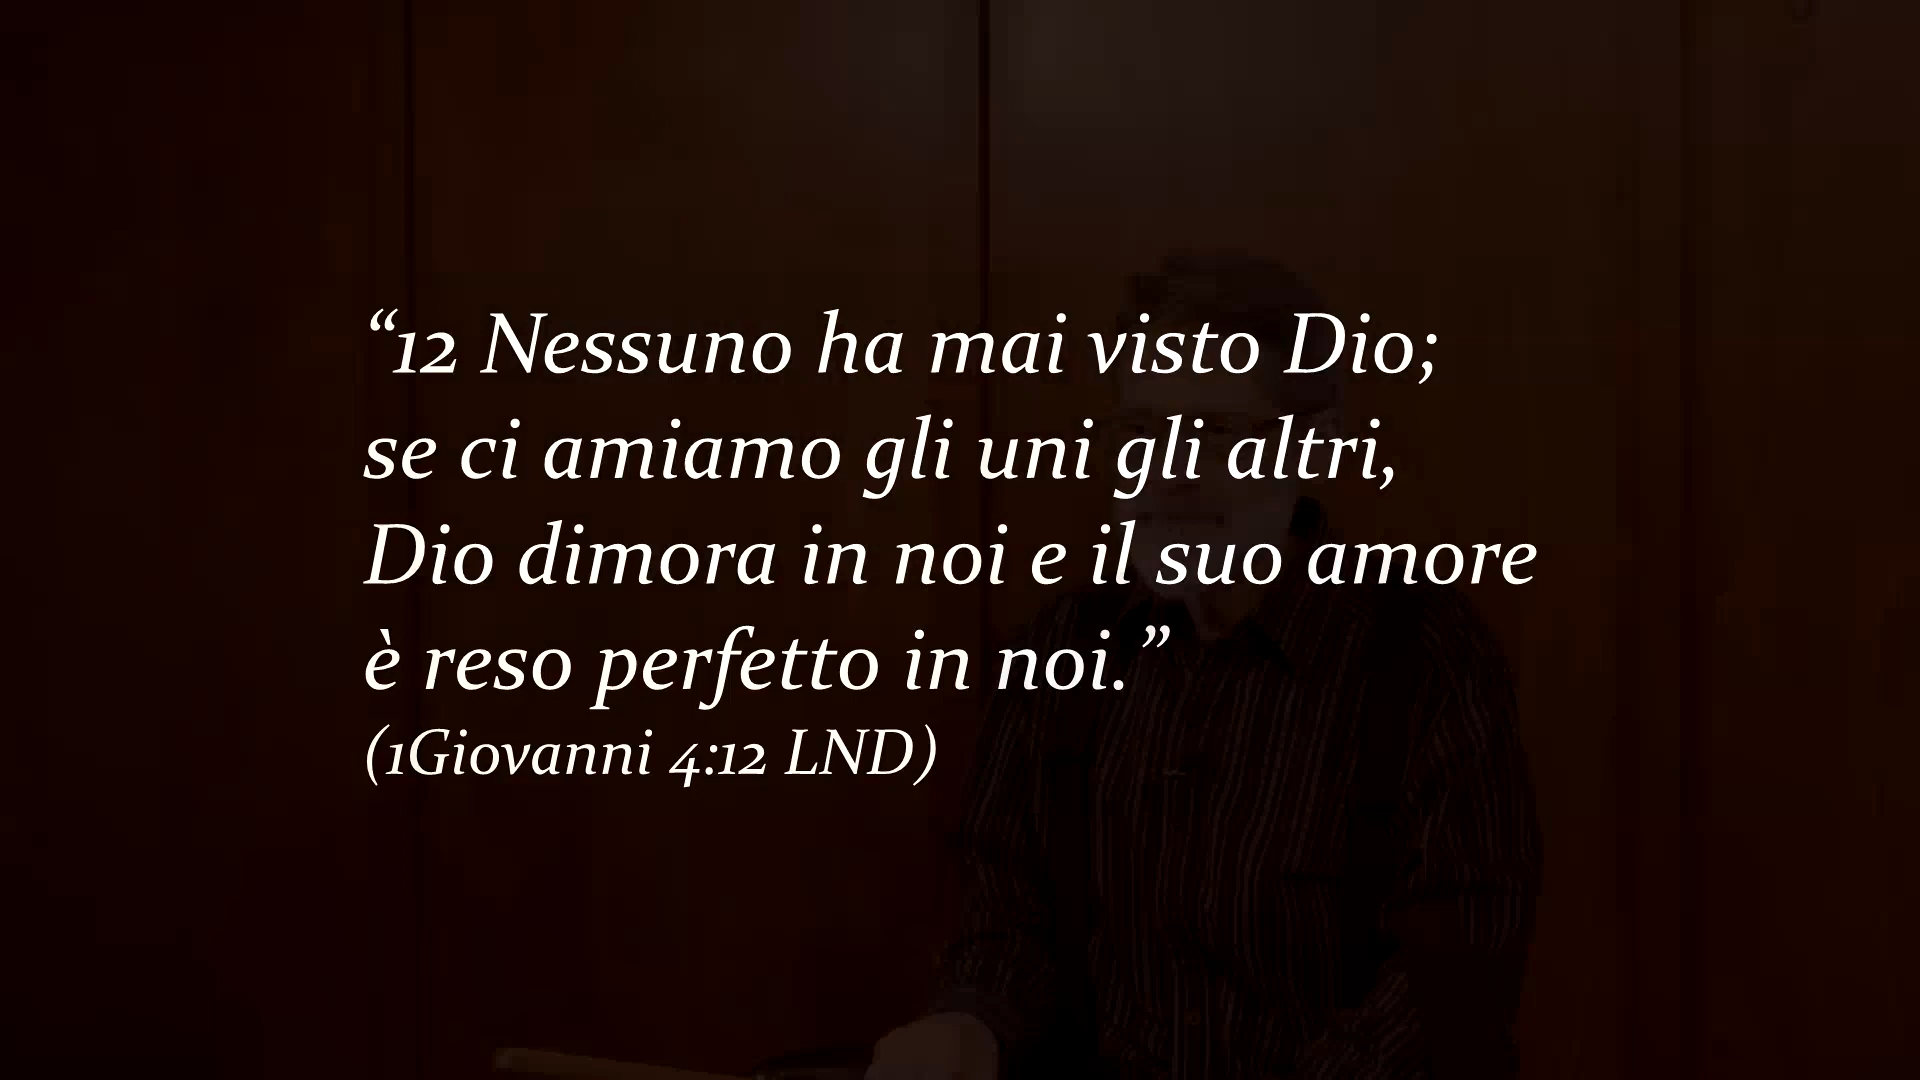 “12 Nessuno ha mai visto Dio;
se ci amiamo gli uni gli altri,
Dio dimora in noi e il suo amore
è reso perfetto in noi.”
(1Giovanni 4:12 LND)